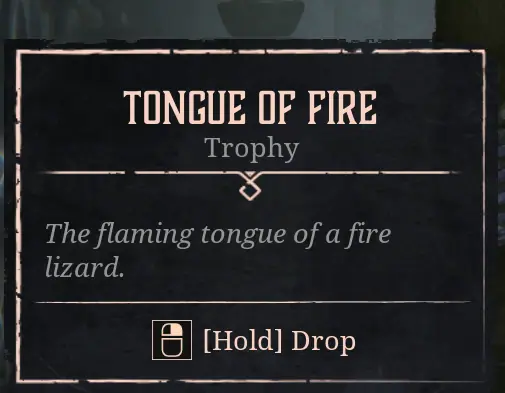 TONGUE OF FIRE
Trophy
The flaming tongue of a fire
lizard.
[Hold] Drop